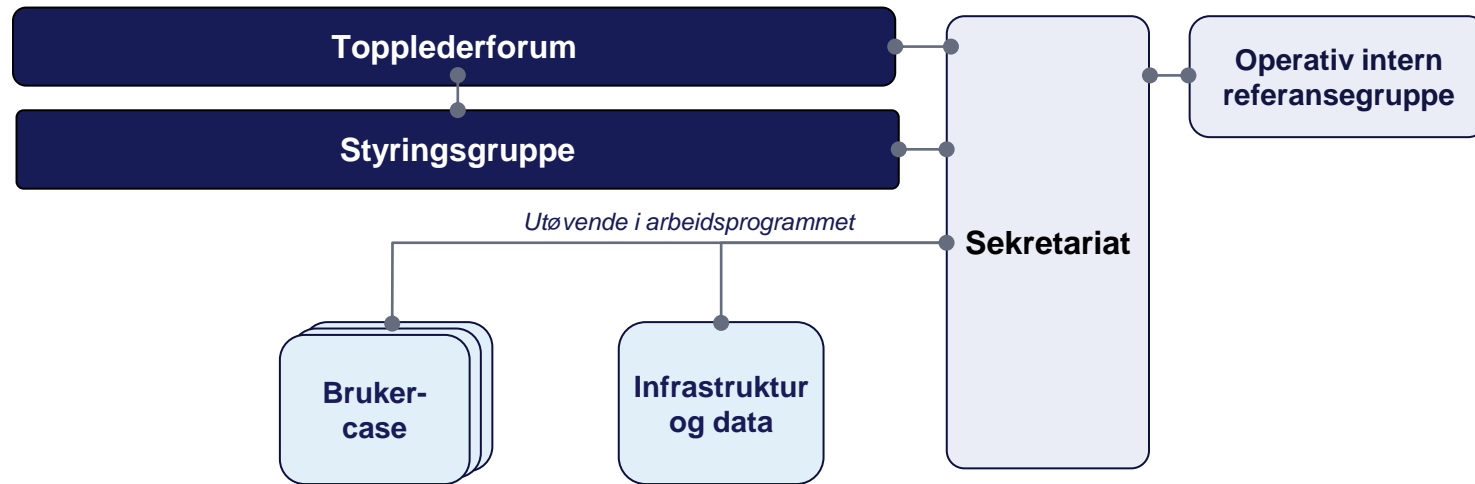 Topplederforum
Operativ intern
referansegruppe
Styringsgruppe
Utøvende i arbeidsprogrammet
Sekretariat
Bruker-
case
Infrastruktur
og data